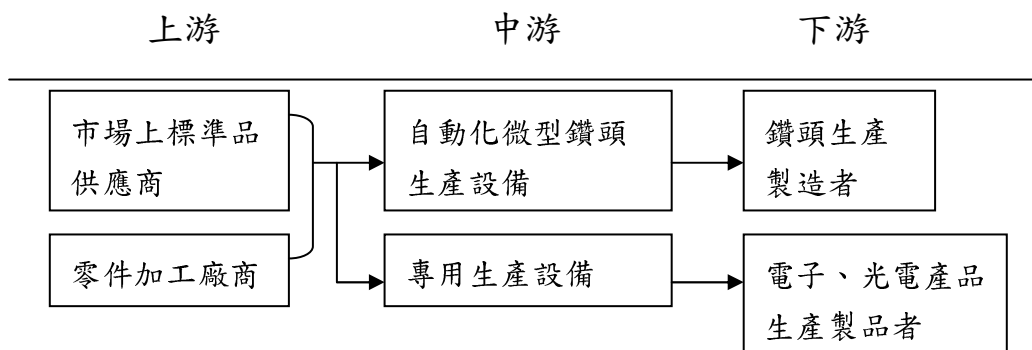 上游 中游 下游
市場上標準品
供應商
自動化微型鑽頭
生產設備
鑽頭生產
製造者
零件加工廠商
專用生產設備
電子、光電產品
生產製品者